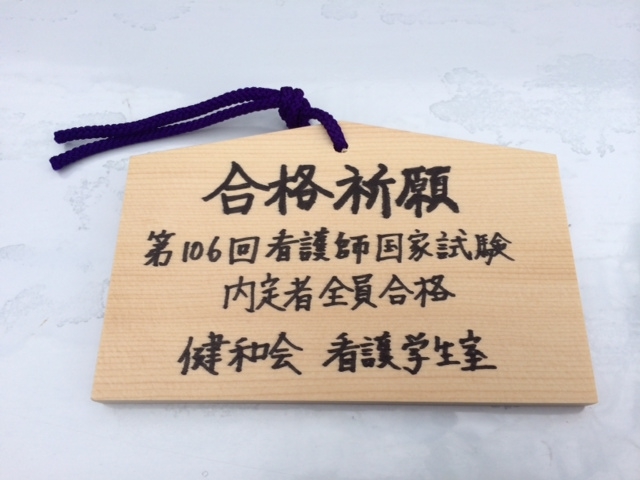 合格祈願
第106回看護師国家試験
内定者全員合格
健和会 看護学生室